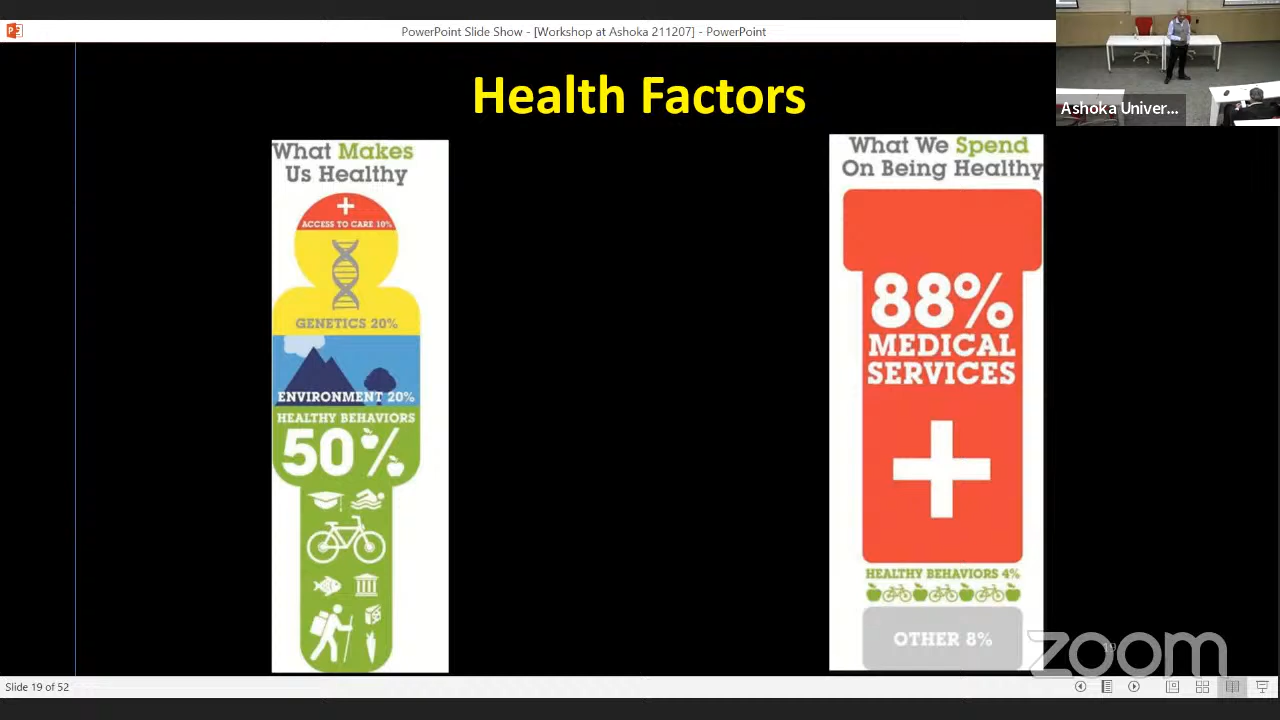 PowerPoint Slide Show - [Workshop at Ashoka 211207] - PowerPoint
Ashoka Univer...
Health Factors
What Makes
Us Healthy
ACCESS TO CARE 10%
GENETICS 20%
ENVIRONMENT 20%
HEALTHY BEHAVIORS
50%
What We Spend
On Being Healthy
88%
MEDICAL
SERVICES
HEALTHY BEHAVIORS 4%
OTHER 8%
19
zoom
Slide 19 of 52